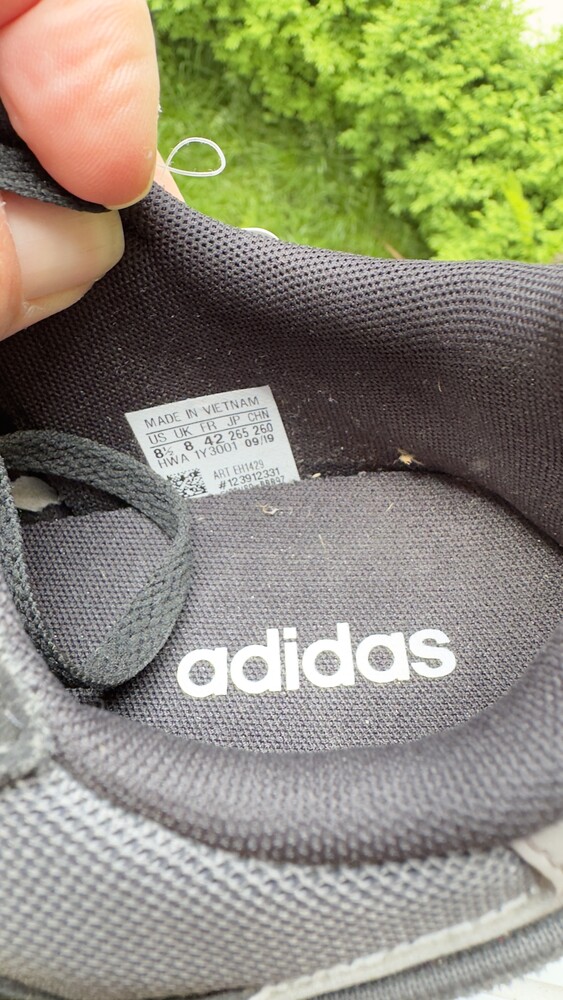 MADE IN VIETNAM
US UK FR JP CHN
8½ 8 42 265 260
HWA 1Y3001 09/19
ART EH1429
#123912331
adidas